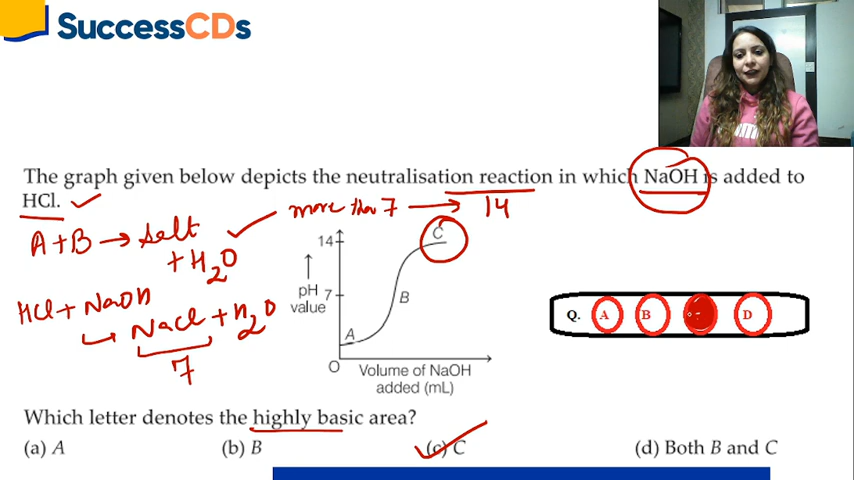 SuccessCDs
The graph given below depicts the neutralisation reaction in which NaOH is added to
HCl.
more than 7 → 14
A+B → Salt
+ H2O
HCl + NaOH
↳ NaCl + H2O
7
14
C
pH
value
7
B
A
O
Volume of NaOH
added (mL)
Q. A B D
Which letter denotes the highly basic area?
(a) A (b) B (c) C (d) Both B and C